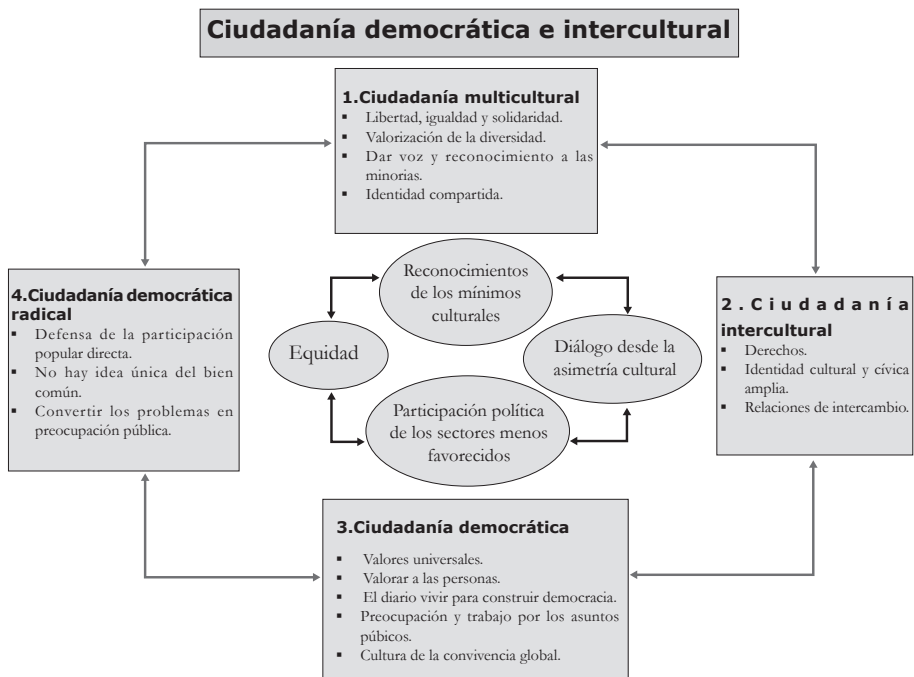 Ciudadanía democrática e intercultural
1.Ciudadanía multicultural
▪ Libertad, igualdad y solidaridad.
▪ Valorización de la diversidad.
▪ Dar voz y reconocimiento a las
minorias.
▪ Identidad compartida.
4.Ciudadanía democrática
radical
▪ Defensa de la participación
popular directa.
▪ No hay idea única del bien
común.
▪ Convertir los problemas en
preocupación pública.
Reconocimientos
de los mínimos
culturales
Equidad
Diálogo desde la
asimetría cultural
Participación política
de los sectores menos
favorecidos
2. Ciudadanía
intercultural
▪ Derechos.
▪ Identidad cultural y cívica
amplia.
▪ Relaciones de intercambio.
3.Ciudadanía democrática
▪ Valores universales.
▪ Valorar a las personas.
▪ El diario vivir para construir democracia.
▪ Preocupación y trabajo por los asuntos
púbicos.
▪ Cultura de la convivencia global.